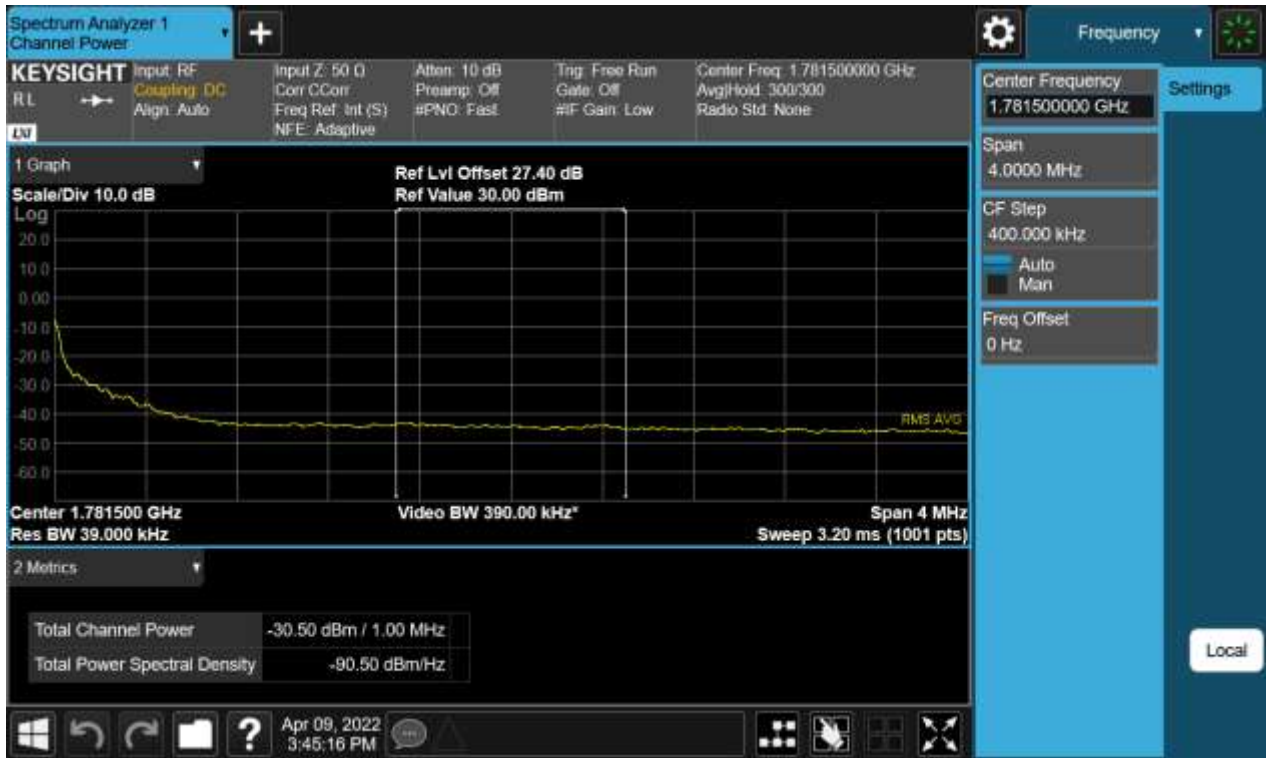 Spectrum Analyzer 1
Channel Power
+
Frequency
KEYSIGHT
RL
LXI
Input: RF
Coupling: DC
Align: Auto
Input Z: 50 Ω
Corr CCorr
Freq Ref: Int (S)
NFE: Adaptive
Atten: 10 dB
Preamp: Off
#PNO: Fast
Trig: Free Run
Gate: Off
#IF Gain: Low
Center Freq: 1.781500000 GHz
Avg|Hold: 300/300
Radio Std: None
Center Frequency
1.781500000 GHz
Settings
Span
4.0000 MHz
CF Step
400.000 kHz
Auto
Man
Freq Offset
0 Hz
1 Graph
Scale/Div 10.0 dB
Ref Lvl Offset 27.40 dB
Ref Value 30.00 dBm
Log
20.0
10.0
0.00
-10.0
-20.0
-30.0
-40.0
-50.0
-60.0
RMS AVG
Center 1.781500 GHz
Video BW 390.00 kHz*
Span 4 MHz
Res BW 39.000 kHz
Sweep 3.20 ms (1001 pts)
2 Metrics
Total Channel Power -30.50 dBm / 1.00 MHz
Total Power Spectral Density -90.50 dBm/Hz
Local
?
Apr 09, 2022
3:45:16 PM